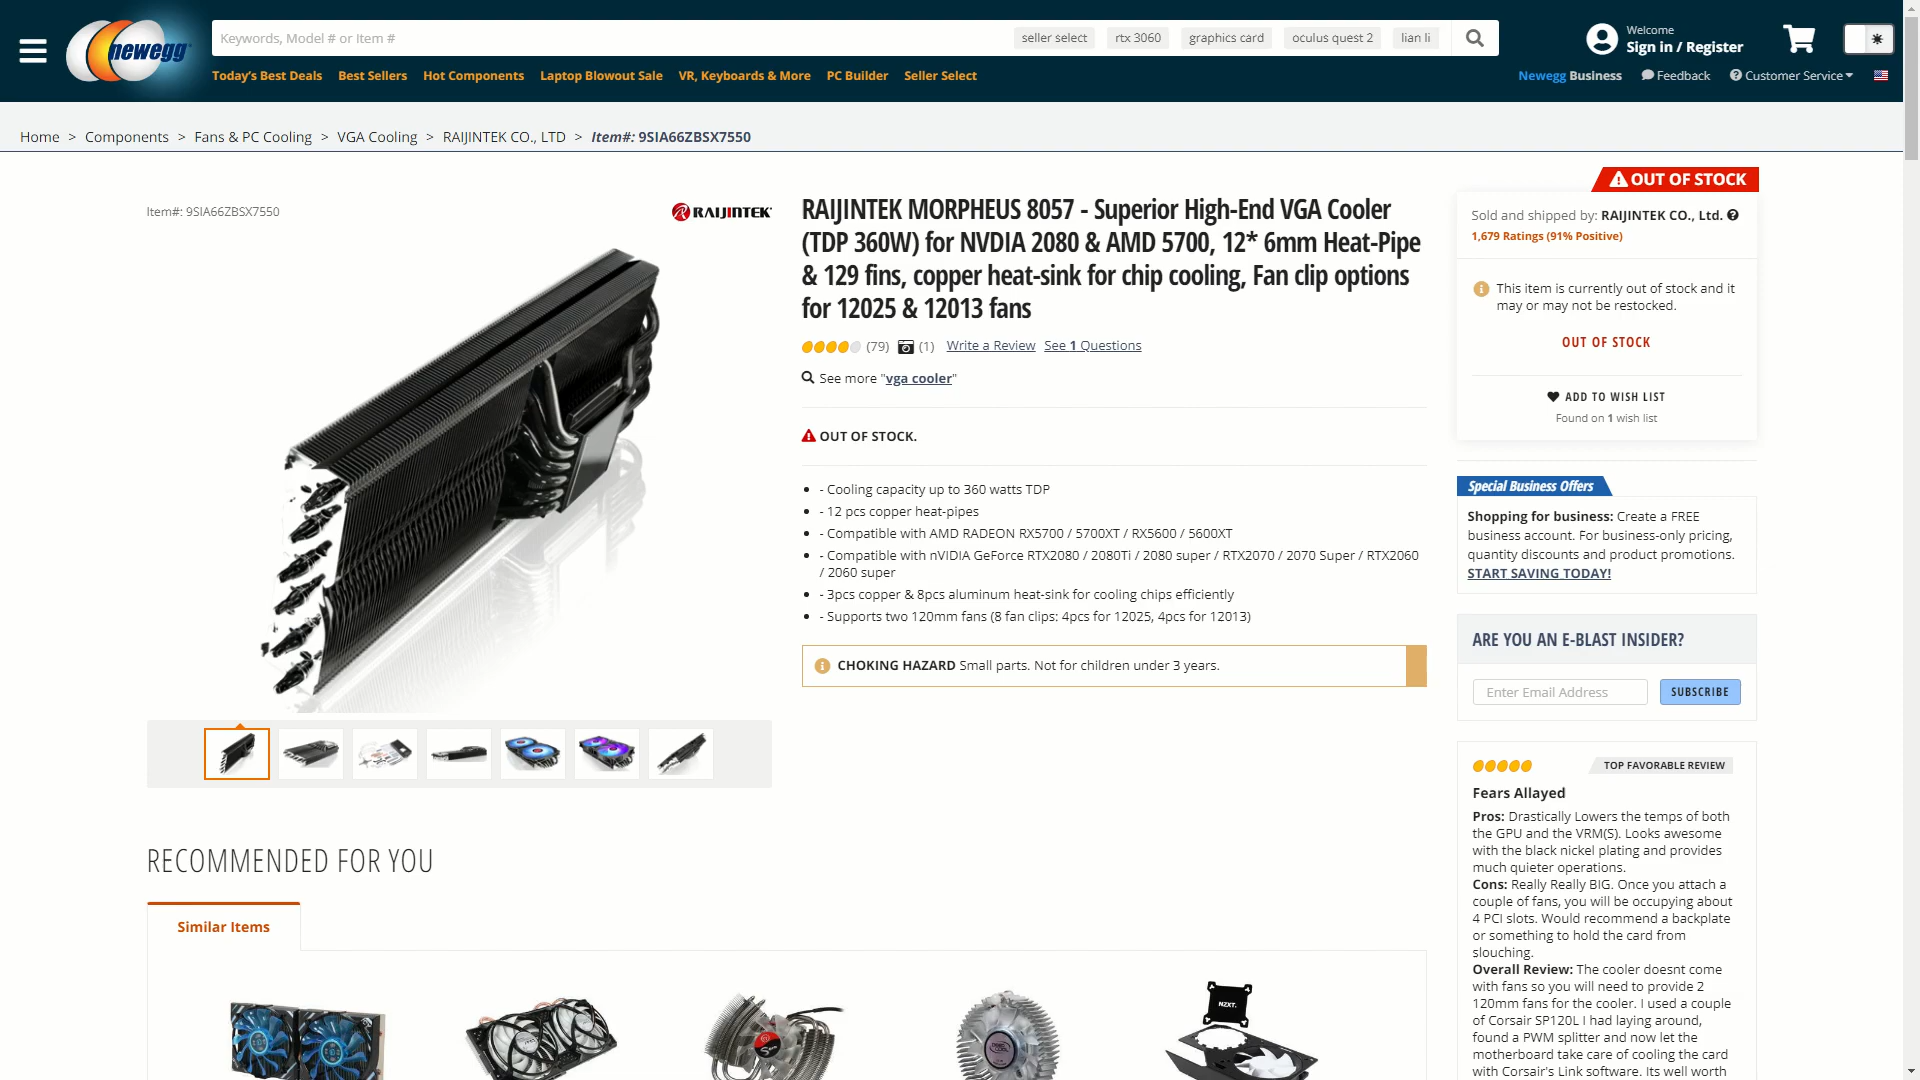 newegg
Keywords, Model # or Item #
seller select
rtx 3060
graphics card
oculus quest 2
lian li
Welcome
Sign in / Register
Today's Best Deals
Best Sellers
Hot Components
Laptop Blowout Sale
VR, Keyboards & More
PC Builder
Seller Select
Newegg Business
Feedback
Customer Service
Home > Components > Fans & PC Cooling > VGA Cooling > RAIJINTEK CO., LTD > Item#: 9SIA66ZBSX7550
Item#: 9SIA66ZBSX7550
RAIJINTEK
RAIJINTEK MORPHEUS 8057 - Superior High-End VGA Cooler
(TDP 360W) for NVDIA 2080 & AMD 5700, 12* 6mm Heat-Pipe
& 129 fins, copper heat-sink for chip cooling, Fan clip options
for 12025 & 12013 fans
(79) (1) Write a Review See 1 Questions
See more "vga cooler"
OUT OF STOCK.
- Cooling capacity up to 360 watts TDP
- 12 pcs copper heat-pipes
- Compatible with AMD RADEON RX5700 / 5700XT / RX5600 / 5600XT
- Compatible with nVIDIA GeForce RTX2080 / 2080Ti / 2080 super / RTX2070 / 2070 Super / RTX2060
/ 2060 super
- 3pcs copper & 8pcs aluminum heat-sink for cooling chips efficiently
- Supports two 120mm fans (8 fan clips: 4pcs for 12025, 4pcs for 12013)
CHOKING HAZARD Small parts. Not for children under 3 years.
OUT OF STOCK
Sold and shipped by: RAIJINTEK CO., Ltd.
1,679 Ratings (91% Positive)
This item is currently out of stock and it
may or may not be restocked.
OUT OF STOCK
ADD TO WISH LIST
Found on 1 wish list
Special Business Offers
Shopping for business: Create a FREE
business account. For business-only pricing,
quantity discounts and product promotions.
START SAVING TODAY!
ARE YOU AN E-BLAST INSIDER?
Enter Email Address
SUBSCRIBE
TOP FAVORABLE REVIEW
Fears Allayed
Pros: Drastically Lowers the temps of both
the GPU and the VRM(S). Looks awesome
with the black nickel plating and provides
much quieter operations.
Cons: Really Really BIG. Once you attach a
couple of fans, you will be occupying about
4 PCI slots. Would recommend a backplate
or something to hold the card from
slouching.
Overall Review: The cooler doesnt come
with fans so you will need to provide 2
120mm fans for the cooler. I used a couple
of Corsair SP120L I had laying around,
found a PWM splitter and now let the
motherboard take care of cooling the card
with Corsair's Link software. Its well worth
RECOMMENDED FOR YOU
Similar Items
NZXT.